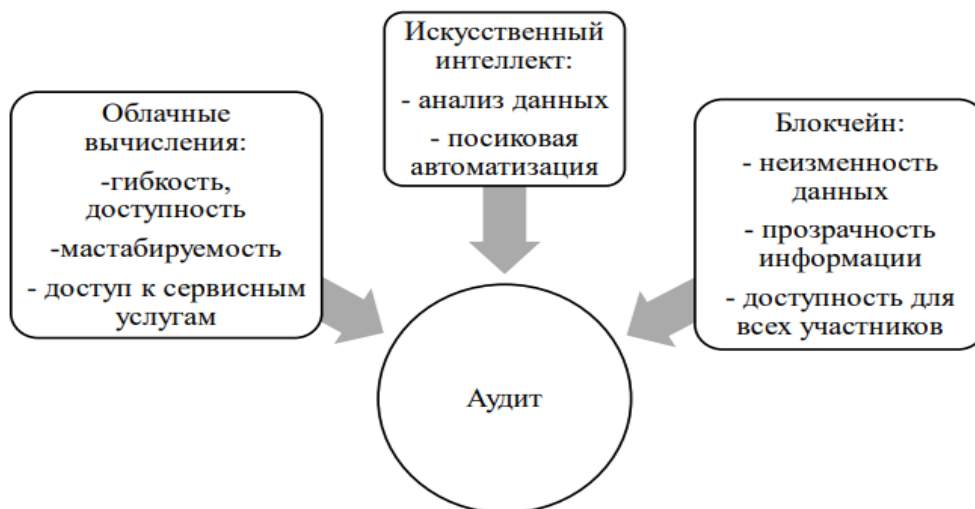 Облачные
вычисления:
-гибкость,
доступность
-мастабируемость
- доступ к сервисным
услугам
Искусственный
интеллект:
- анализ данных
- посиковая
автоматизация
Блокчейн:
- неизменность
данных
- прозрачность
информации
- доступность для
всех участников
Аудит